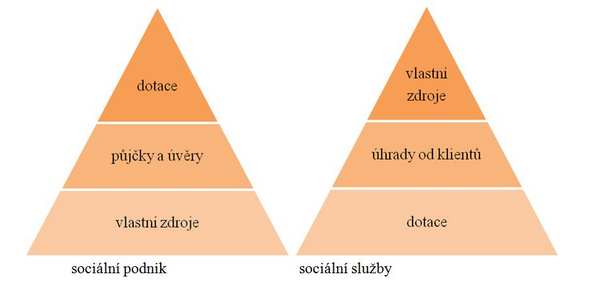 dotace
půjčky a úvěry
vlastní zdroje
sociální podnik
vlastní
zdroje
úhrady od klientů
dotace
sociální služby